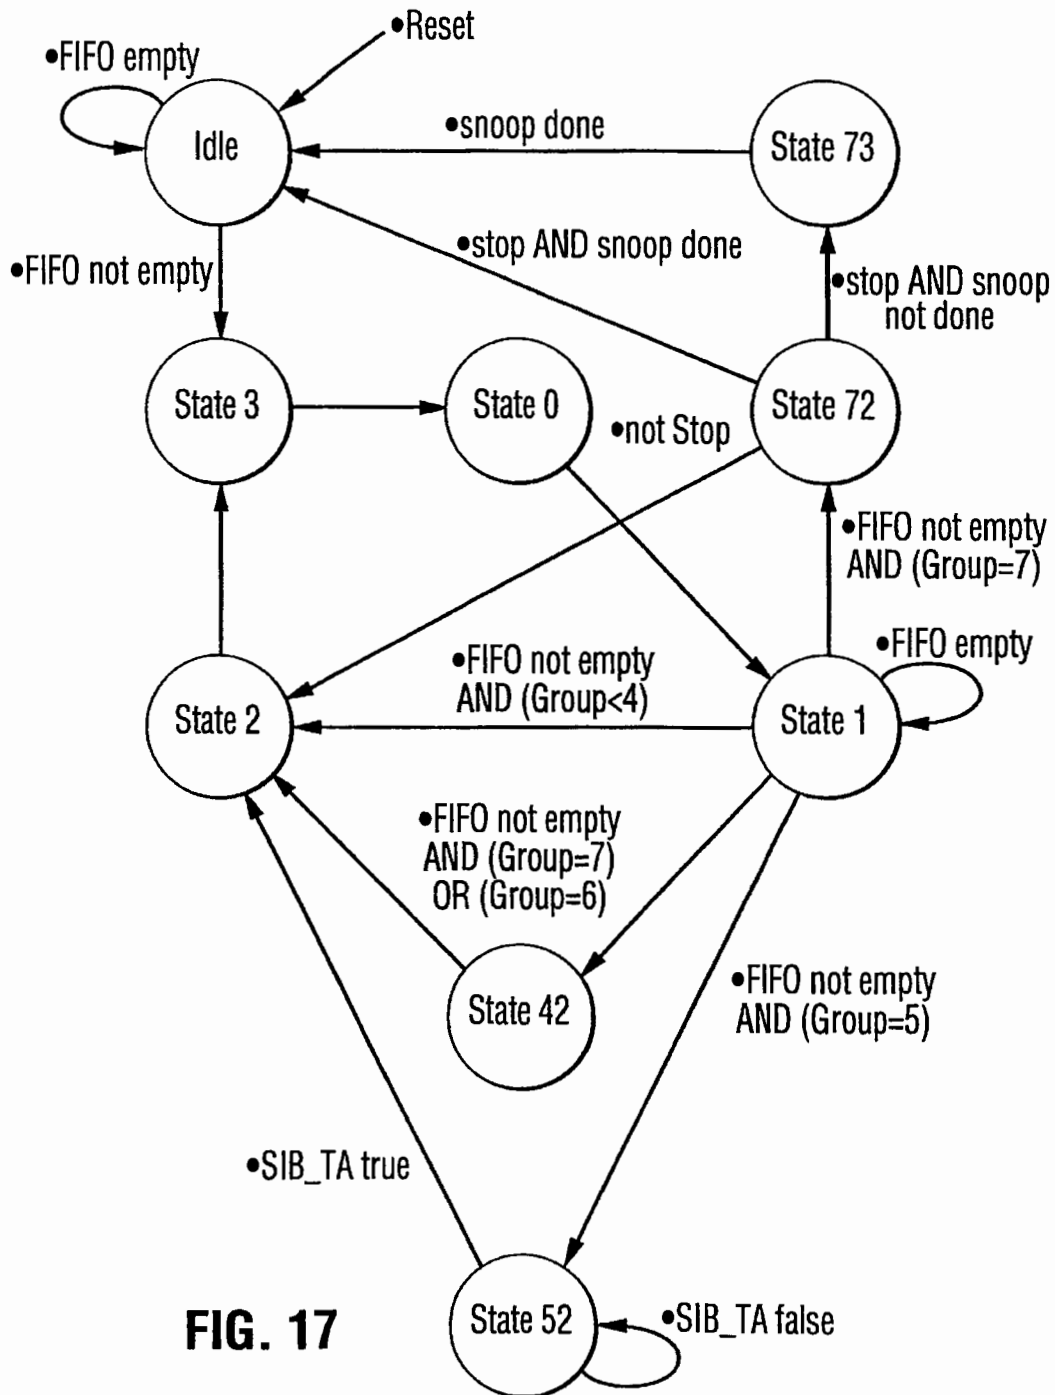 •Reset
•FIFO empty
Idle
•snoop done
State 73
•stop AND snoop done
•FIFO not empty
•stop AND snoop
not done
State 3
State 0
State 72
•not Stop
•FIFO not empty
AND (Group=7)
•FIFO empty
•FIFO not empty
AND (Group<4)
State 2
State 1
•FIFO not empty
AND (Group=7)
OR (Group=6)
•FIFO not empty
AND (Group=5)
State 42
•SIB_TA true
State 52
•SIB_TA false
FIG. 17